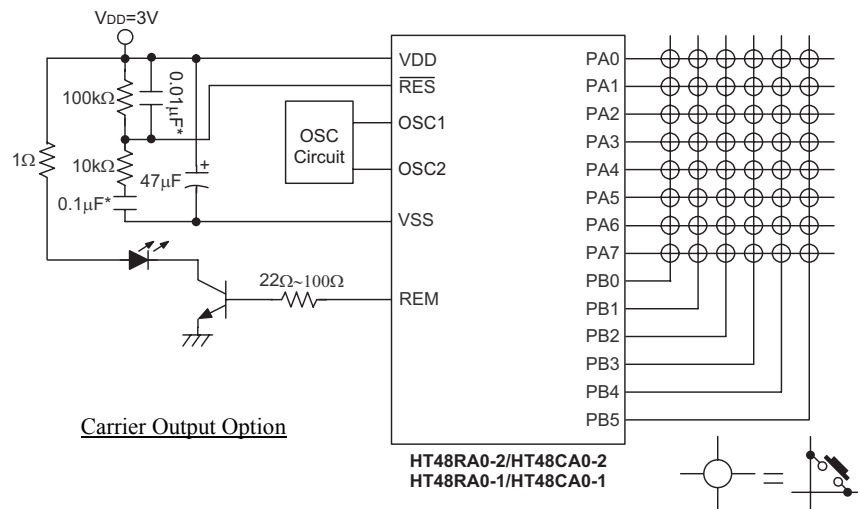 VDD=3V
100kΩ
0.01μF*
1Ω
10kΩ
47μF
+
0.1μF*
22Ω~100Ω
OSC
Circuit
VDD
RES
OSC1
OSC2
VSS
REM
PA0
PA1
PA2
PA3
PA4
PA5
PA6
PA7
PB0
PB1
PB2
PB3
PB4
PB5
Carrier Output Option
HT48RA0-2/HT48CA0-2
HT48RA0-1/HT48CA0-1
=